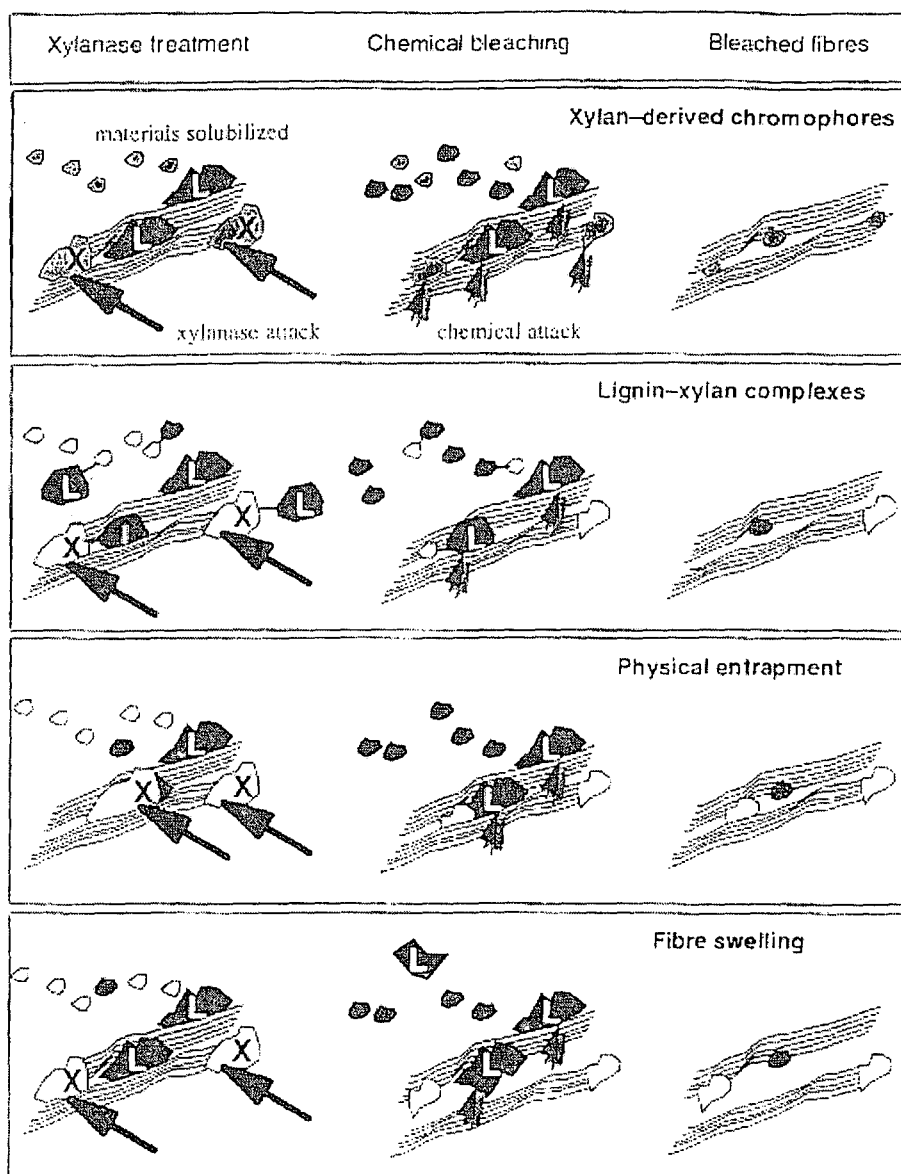 Xylanase treatment Chemical bleaching Bleached fibres
Xylan–derived chromophores
materials solubilized
L
L
X
X
L
L
xylanase attack chemical attack
Lignin–xylan complexes
L
L
L
X
L
X
L
L
Physical entrapment
L
X
X
L
L
Fibre swelling
L
L
X
L
X
L
L